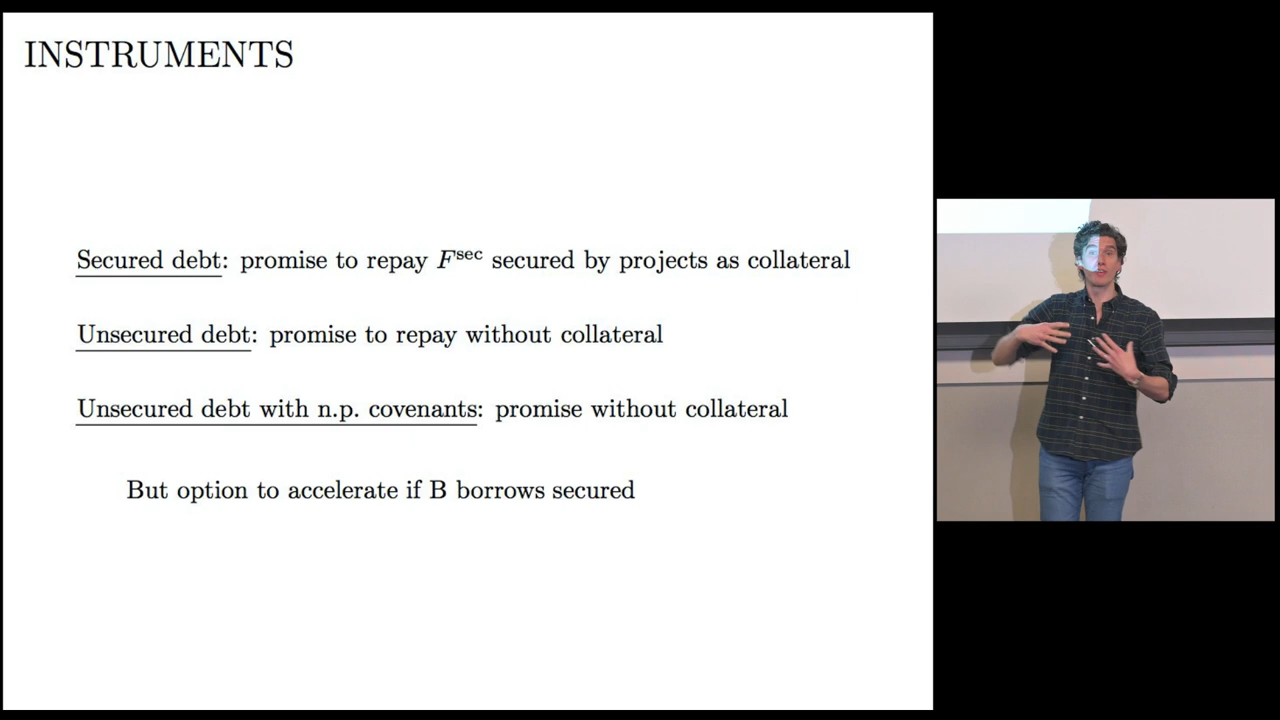 INSTRUMENTS
Secured debt: promise to repay F^sec secured by projects as collateral
Unsecured debt: promise to repay without collateral
Unsecured debt with n.p. covenants: promise without collateral
But option to accelerate if B borrows secured